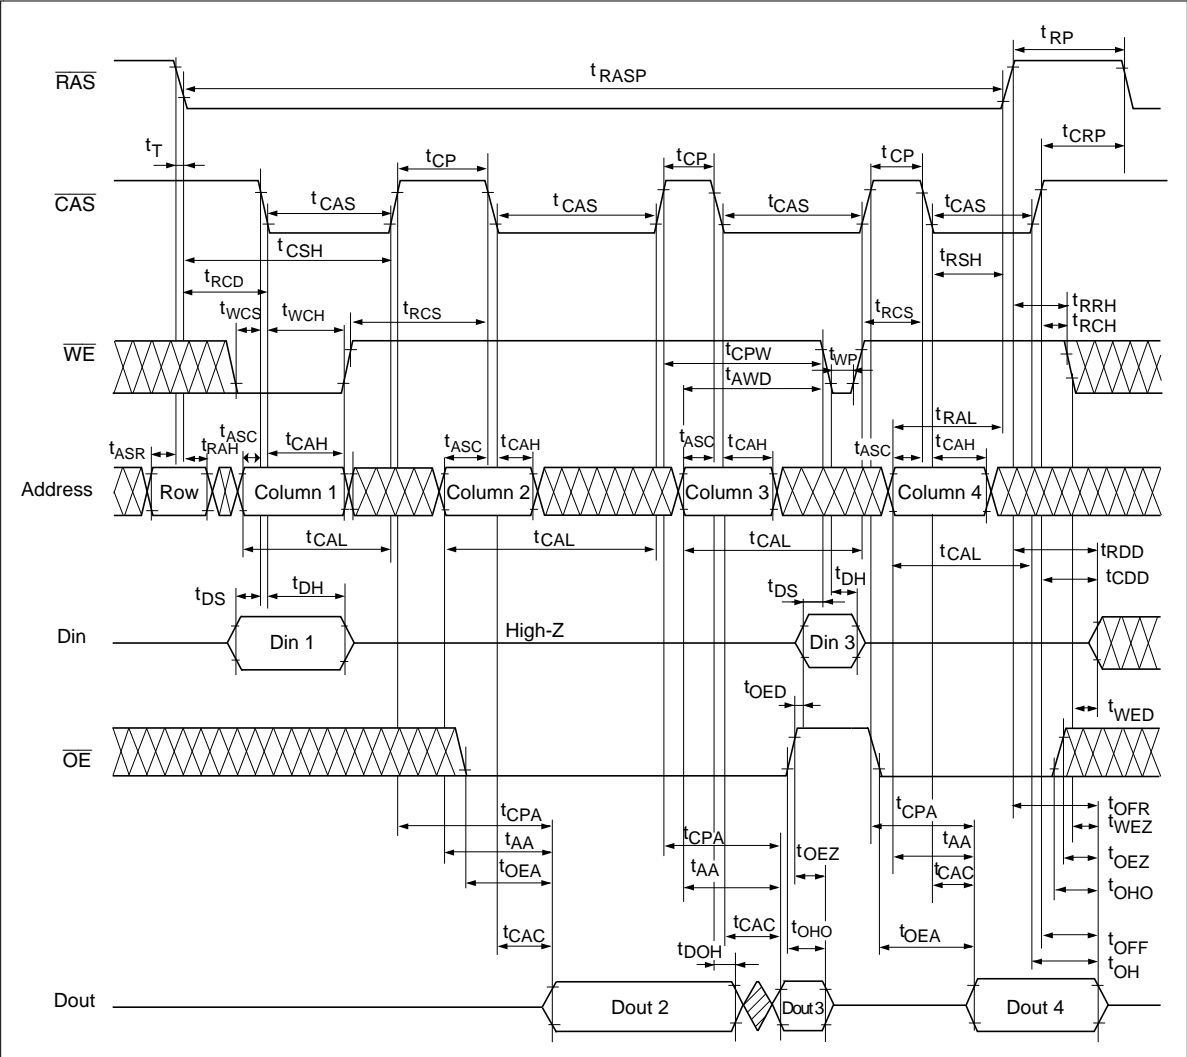 tRP
RAS
tRASP
tT
tCRP
tCP
tCP
tCP
CAS
tCAS
tCAS
tCAS
tCAS
tCSH
tRSH
tRCD
tWCS
tWCH
tRCS
tRCS
tRRH
tRCH
WE
tCPW
tWP
tAWD
tRAL
tASR
tRAH
tASC
tCAH
tASC
tCAH
tASC
tCAH
tASC
tCAH
Address
Row
Column 1
Column 2
Column 3
Column 4
tCAL
tCAL
tCAL
tCAL
tRDD
tCDD
tDS
tDH
tDS
tDH
Din
Din 1
High-Z
Din 3
tOED
tWED
OE
tCPA
tCPA
tOFR
tWEZ
tAA
tCPA
tOEZ
tAA
tOEZ
tOEA
tAA
tCAC
tOHO
tCAC
tCAC
tOHO
tOEA
tOFF
tDOH
tOH
Dout
Dout 2
Dout 3
Dout 4